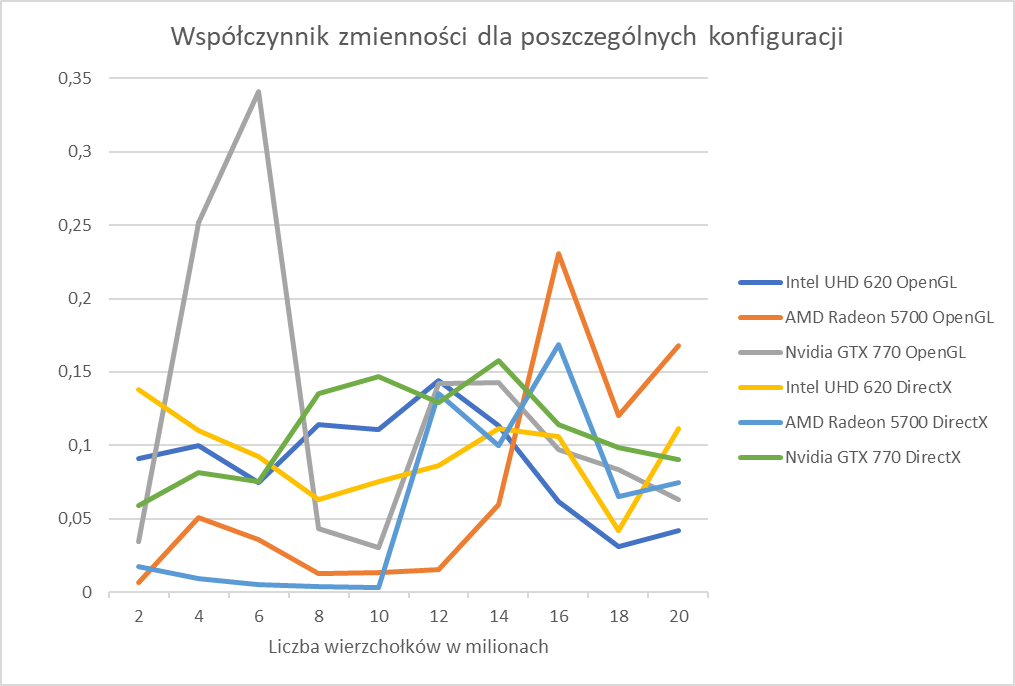 Współczynnik zmienności dla poszczególnych konfiguracji
0,35
0,3
0,25
0,2
0,15
0,1
0,05
0
2 4 6 8 10 12 14 16 18 20
Liczba wierzchołków w milionach
Intel UHD 620 OpenGL
AMD Radeon 5700 OpenGL
Nvidia GTX 770 OpenGL
Intel UHD 620 DirectX
AMD Radeon 5700 DirectX
Nvidia GTX 770 DirectX